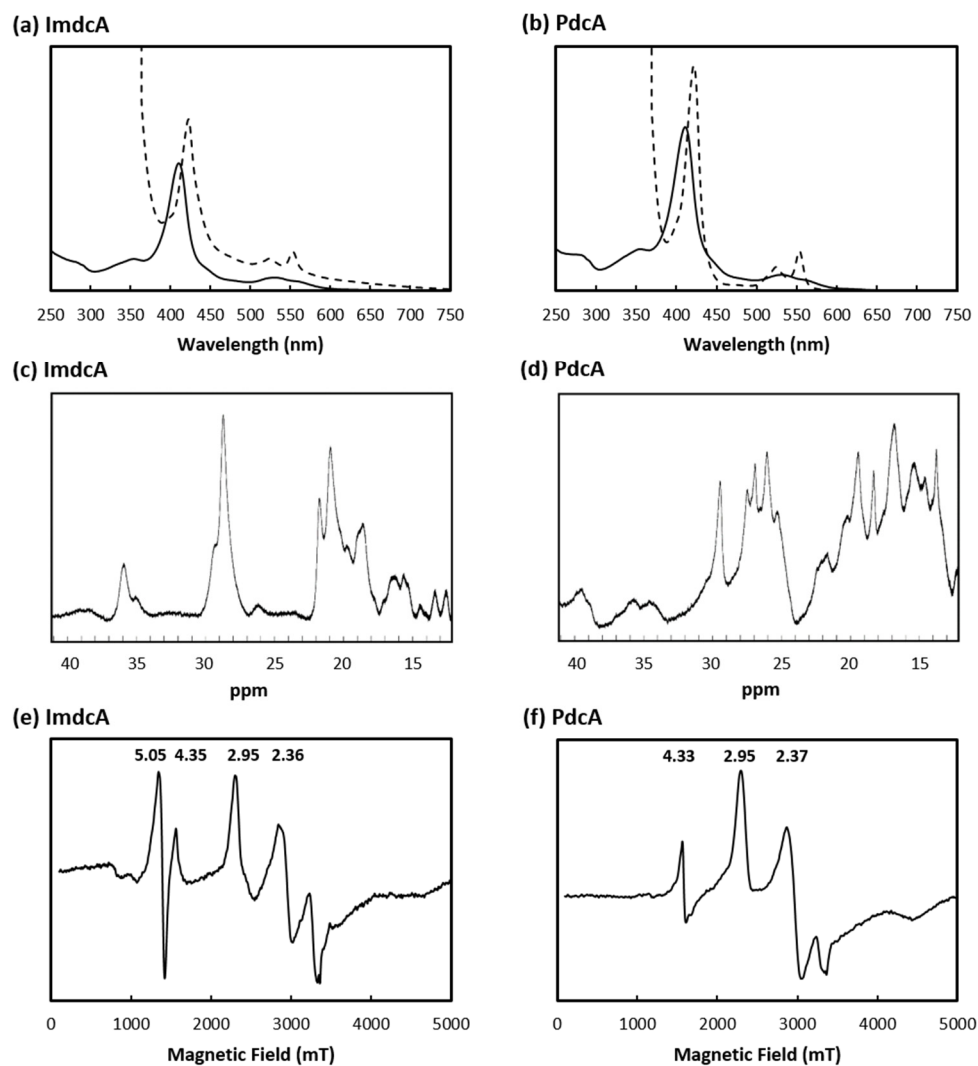 (a) ImdcA
(b) PdcA
250 300 350 400 450 500 550 600 650 700 750
250 300 350 400 450 500 550 600 650 700 750
Wavelength (nm)
Wavelength (nm)
(c) ImdcA
(d) PdcA
40 35 30 25 20 15
40 35 30 25 20 15
ppm
ppm
(e) ImdcA
(f) PdcA
5.05 4.35 2.95 2.36
4.33 2.95 2.37
0 1000 2000 3000 4000 5000
0 1000 2000 3000 4000 5000
Magnetic Field (mT)
Magnetic Field (mT)